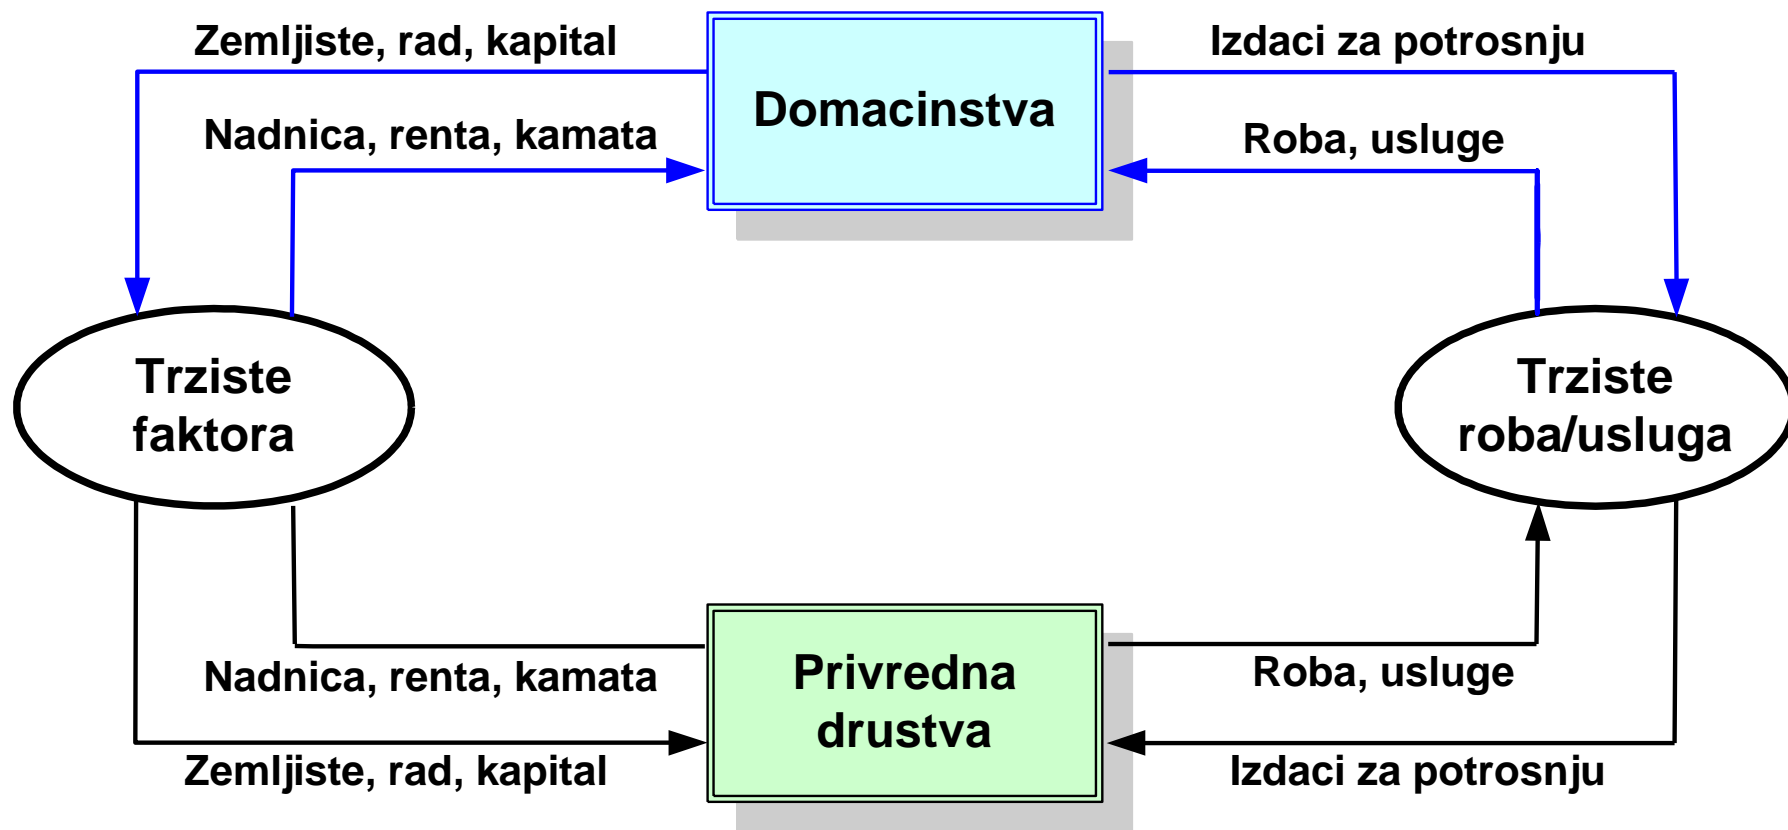 Zemljiste, rad, kapital
Izdaci za potrosnju
Domacinstva
Nadnica, renta, kamata
Roba, usluge
Trziste
faktora
Trziste
roba/usluga
Nadnica, renta, kamata
Privredna
drustva
Roba, usluge
Zemljiste, rad, kapital
Izdaci za potrosnju